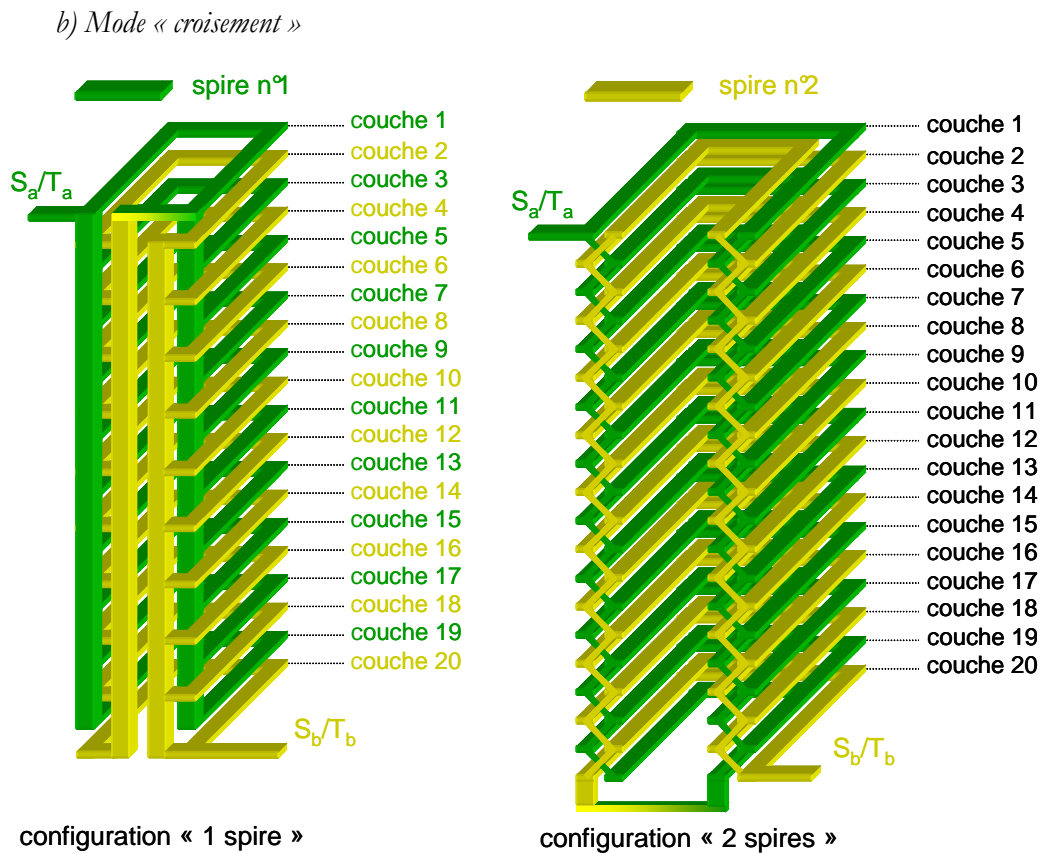 b) Mode « croisement »
spire n°1
couche 1
couche 2
couche 3
couche 4
couche 5
couche 6
couche 7
couche 8
couche 9
couche 10
couche 11
couche 12
couche 13
couche 14
couche 15
couche 16
couche 17
couche 18
couche 19
couche 20
Sa/Ta
Sb/Tb
configuration « 1 spire »
spire n°2
couche 1
couche 2
couche 3
couche 4
couche 5
couche 6
couche 7
couche 8
couche 9
couche 10
couche 11
couche 12
couche 13
couche 14
couche 15
couche 16
couche 17
couche 18
couche 19
couche 20
Sa/Ta
Sb/Tb
configuration « 2 spires »